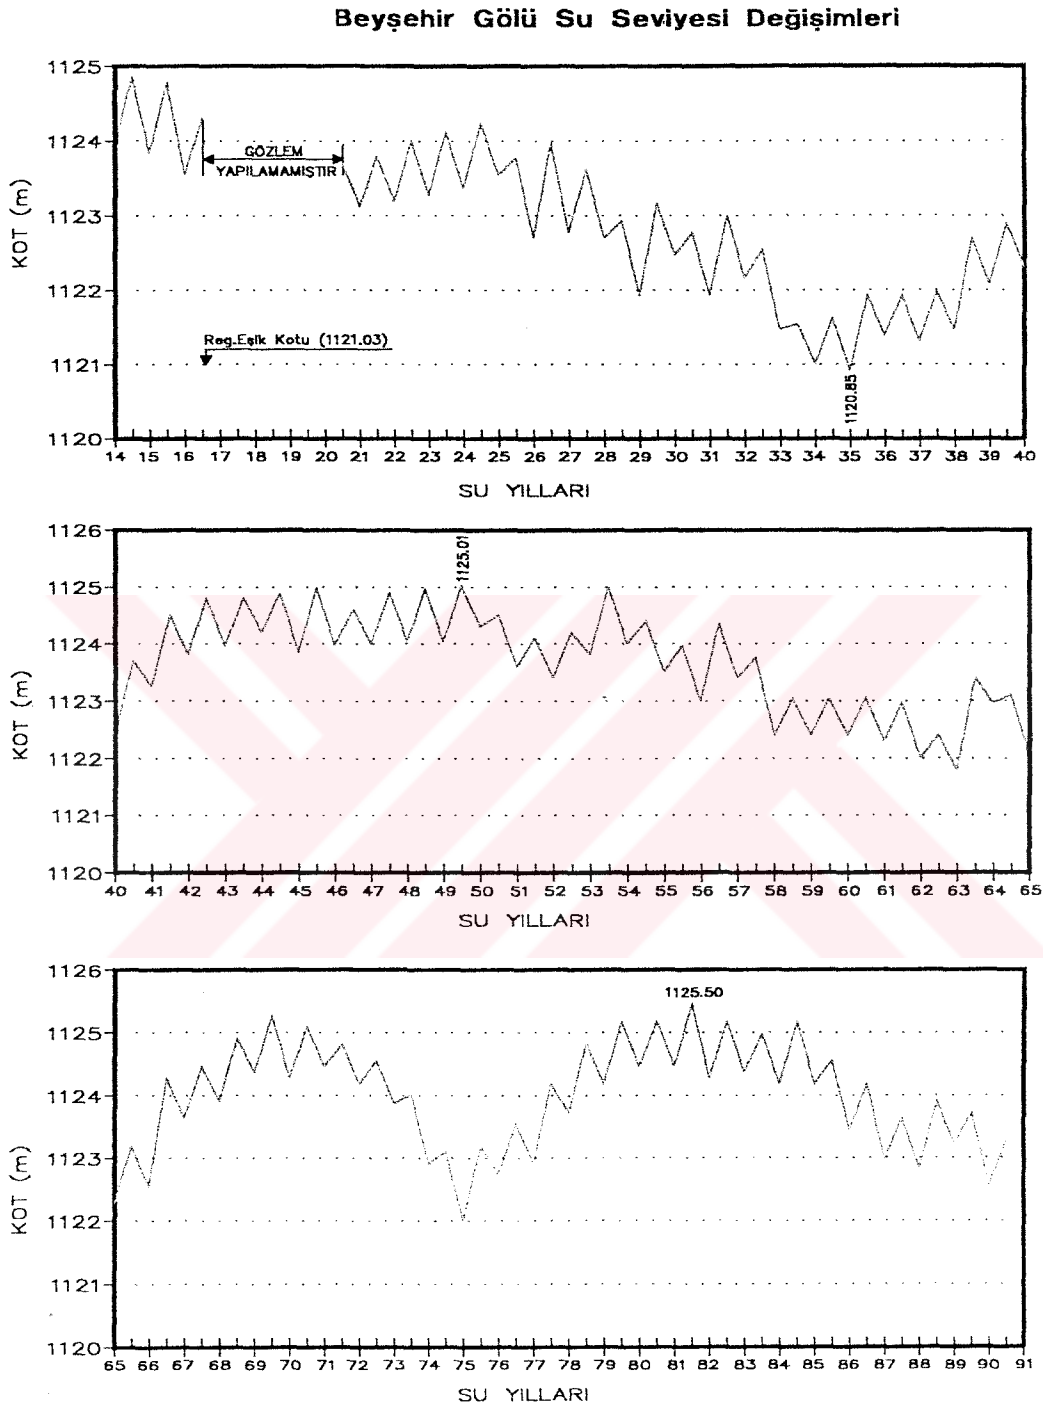 Beyşehir Gölü Su Seviyesi Değişimleri
1125
1124
1123
1122
1121
1120
KOT (m)
GÖZLEM
YAPILAMAMIŞTIR
Reg.Eşik Kotu (1121.03)
1120.85
14 15 16 17 18 19 20 21 22 23 24 25 26 27 28 29 30 31 32 33 34 35 36 37 38 39 40
SU YILLARI
1126
1125
1124
1123
1122
1121
1120
KOT (m)
1125.01
40 41 42 43 44 45 46 47 48 49 50 51 52 53 54 55 56 57 58 59 60 61 62 63 64 65
SU YILLARI
1126
1125
1124
1123
1122
1121
1120
KOT (m)
1125.50
65 66 67 68 69 70 71 72 73 74 75 76 77 78 79 80 81 82 83 84 85 86 87 88 89 90 91
SU YILLARI